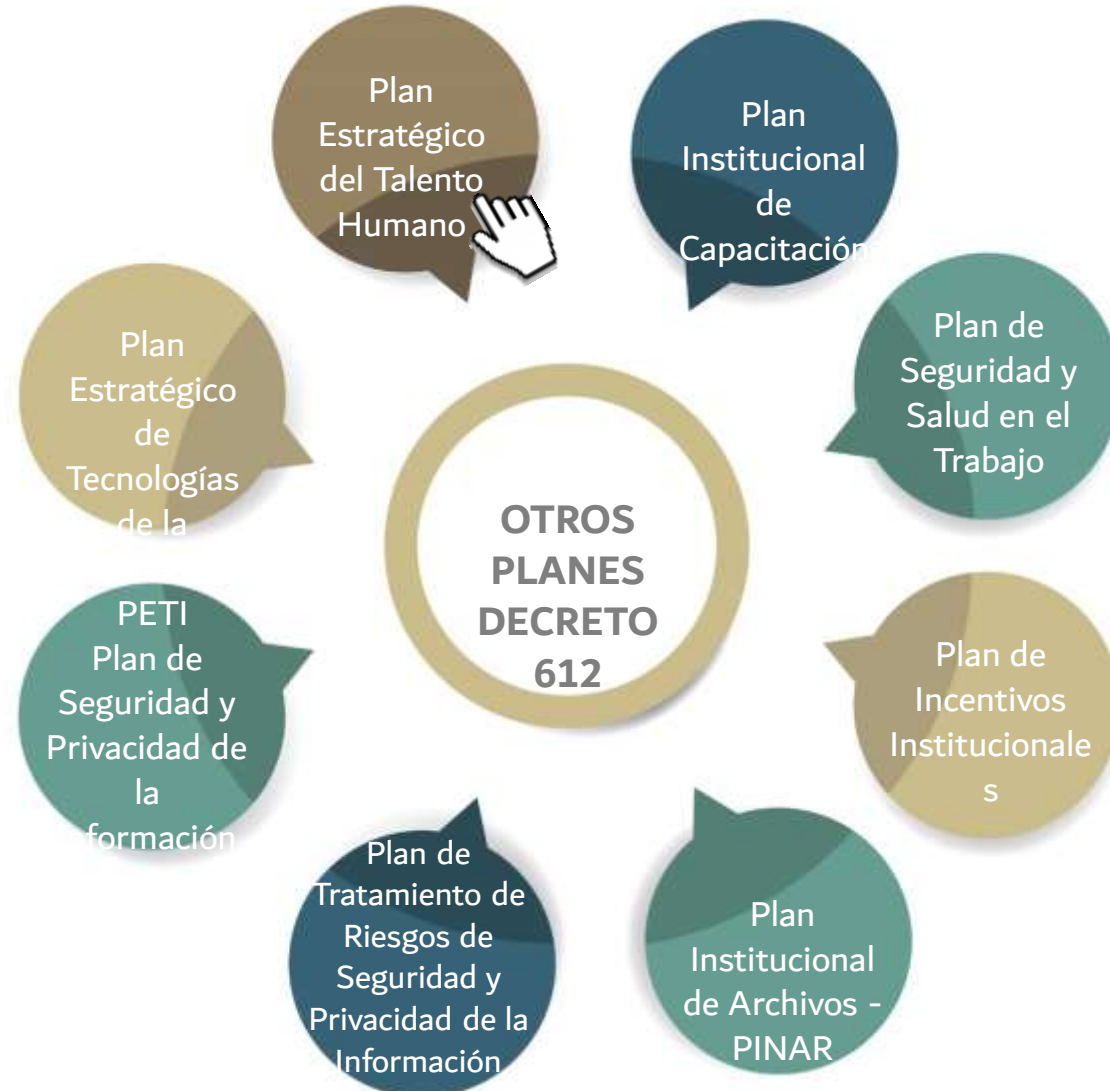 Plan
Estratégico
del Talento
Humano
Plan
Institucional
de
Capacitación
Plan de
Seguridad y
Salud en el
Trabajo
Plan de
Incentivos
Institucionale
s
Plan
Institucional
de Archivos -
PINAR
Plan de
Tratamiento de
Riesgos de
Seguridad y
Privacidad de la
Información
Plan
Estratégico
de
Tecnologías
de la
PETI
Plan de
Seguridad y
Privacidad de
la
Información
OTROS
PLANES
DECRETO
612